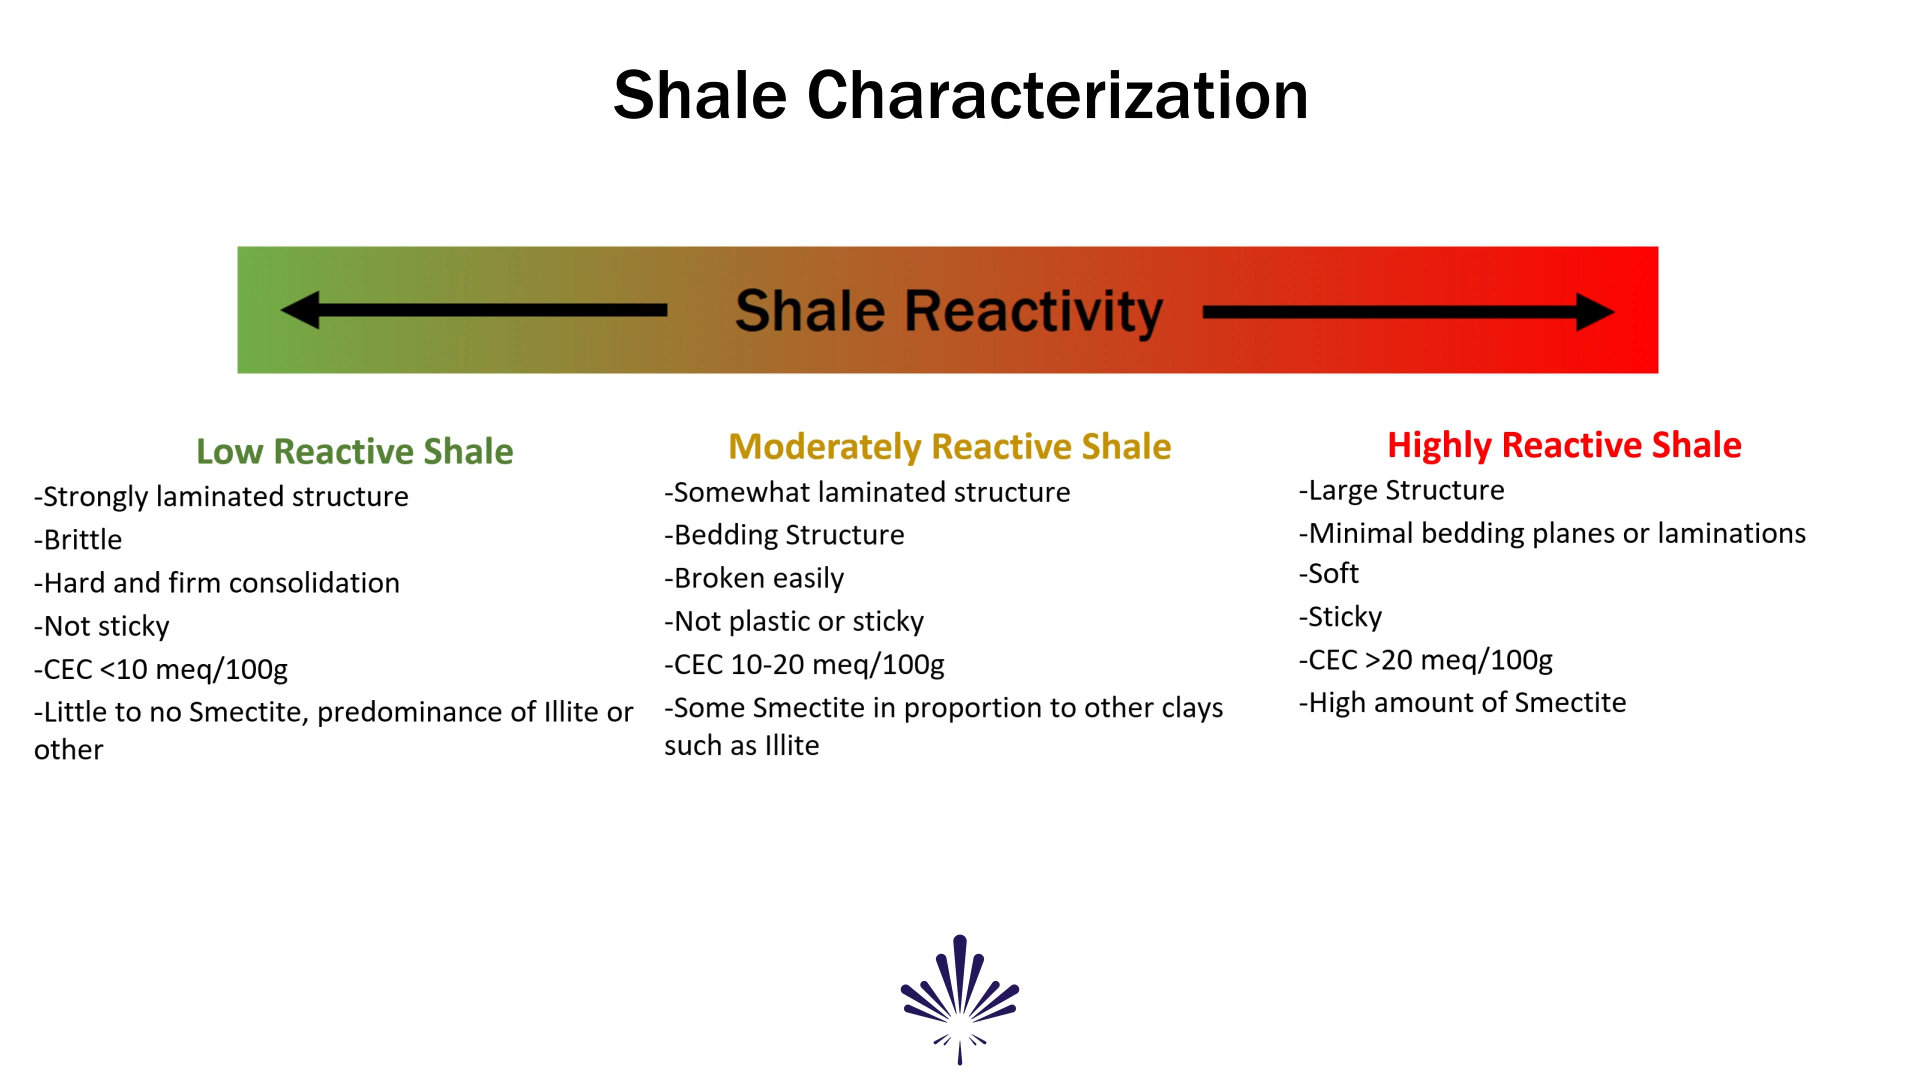 Shale Characterization
Shale Reactivity
Low Reactive Shale
-Strongly laminated structure
-Brittle
-Hard and firm consolidation
-Not sticky
-CEC <10 meq/100g
-Little to no Smectite, predominance of Illite or
other
Moderately Reactive Shale
-Somewhat laminated structure
-Bedding Structure
-Broken easily
-Not plastic or sticky
-CEC 10-20 meq/100g
-Some Smectite in proportion to other clays
such as Illite
Highly Reactive Shale
-Large Structure
-Minimal bedding planes or laminations
-Soft
-Sticky
-CEC >20 meq/100g
-High amount of Smectite